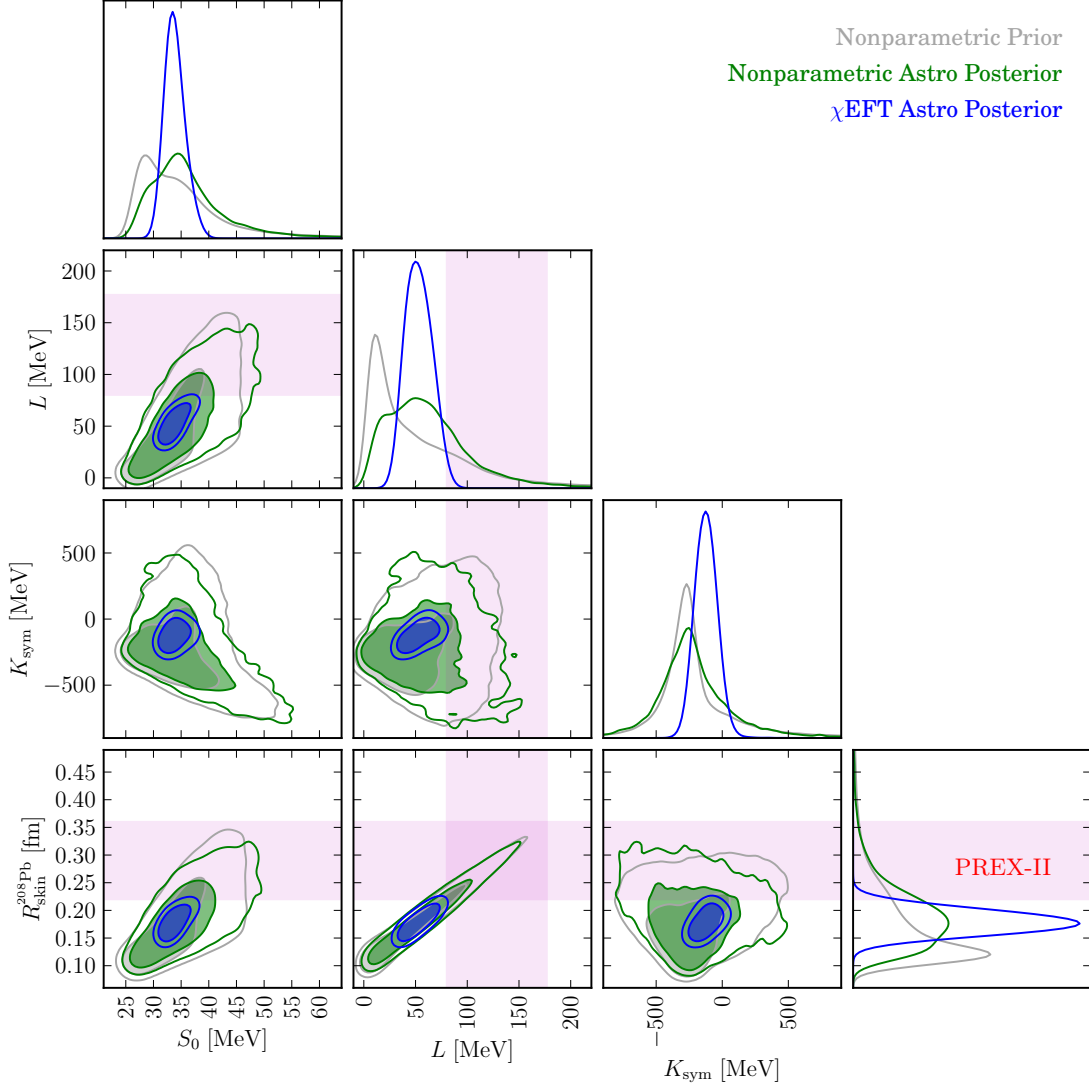 Nonparametric Prior
Nonparametric Astro Posterior
χEFT Astro Posterior
200
150
100
50
0
L [MeV]
500
0
−500
K_sym [MeV]
0.45
0.40
0.35
0.30
0.25
0.20
0.15
0.10
R_skin^208Pb [fm]
PREX-II
25 30 35 40 45 50 55 60
S_0 [MeV]
0 50 100 150 200
L [MeV]
−500 0 500
K_sym [MeV]